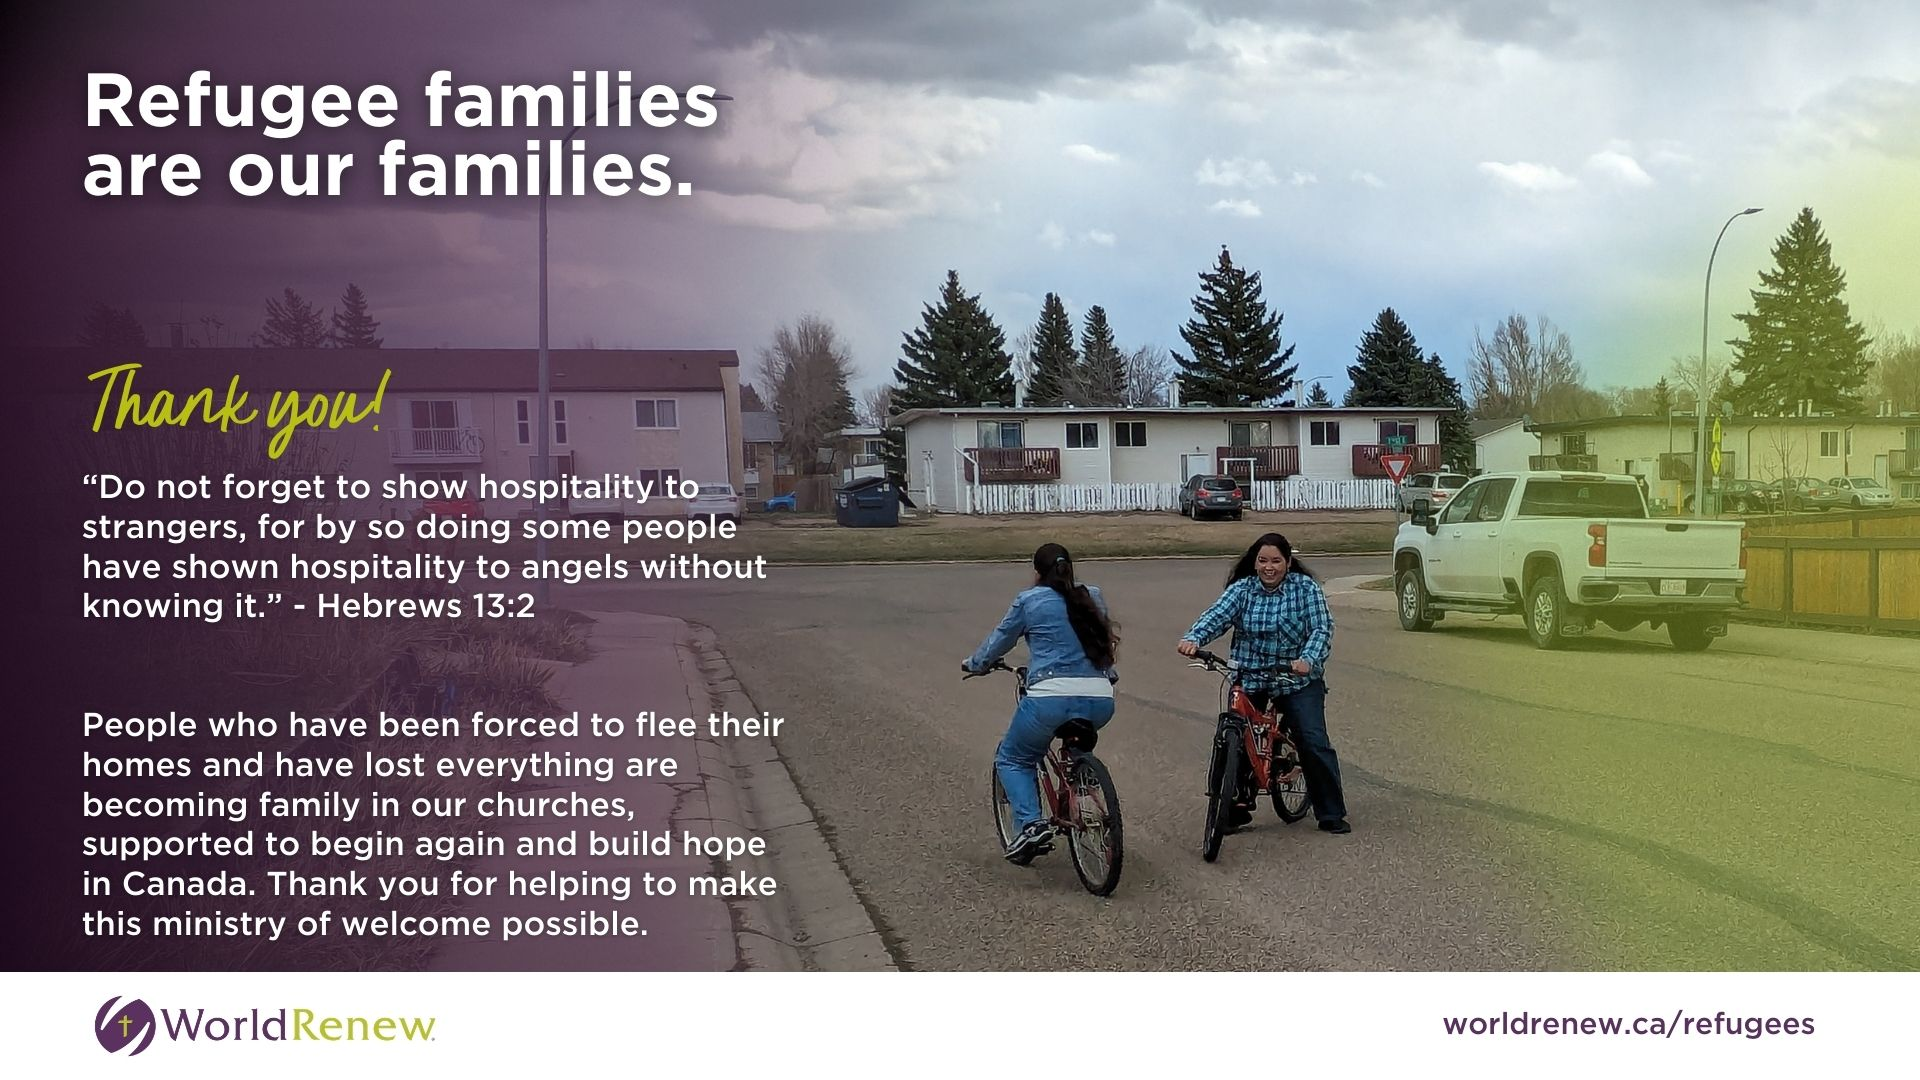 Refugee families
are our families.
Thank you!
“Do not forget to show hospitality to
strangers, for by so doing some people
have shown hospitality to angels without
knowing it.” - Hebrews 13:2
People who have been forced to flee their
homes and have lost everything are
becoming family in our churches,
supported to begin again and build hope
in Canada. Thank you for helping to make
this ministry of welcome possible.
WorldRenew
worldrenew.ca/refugees